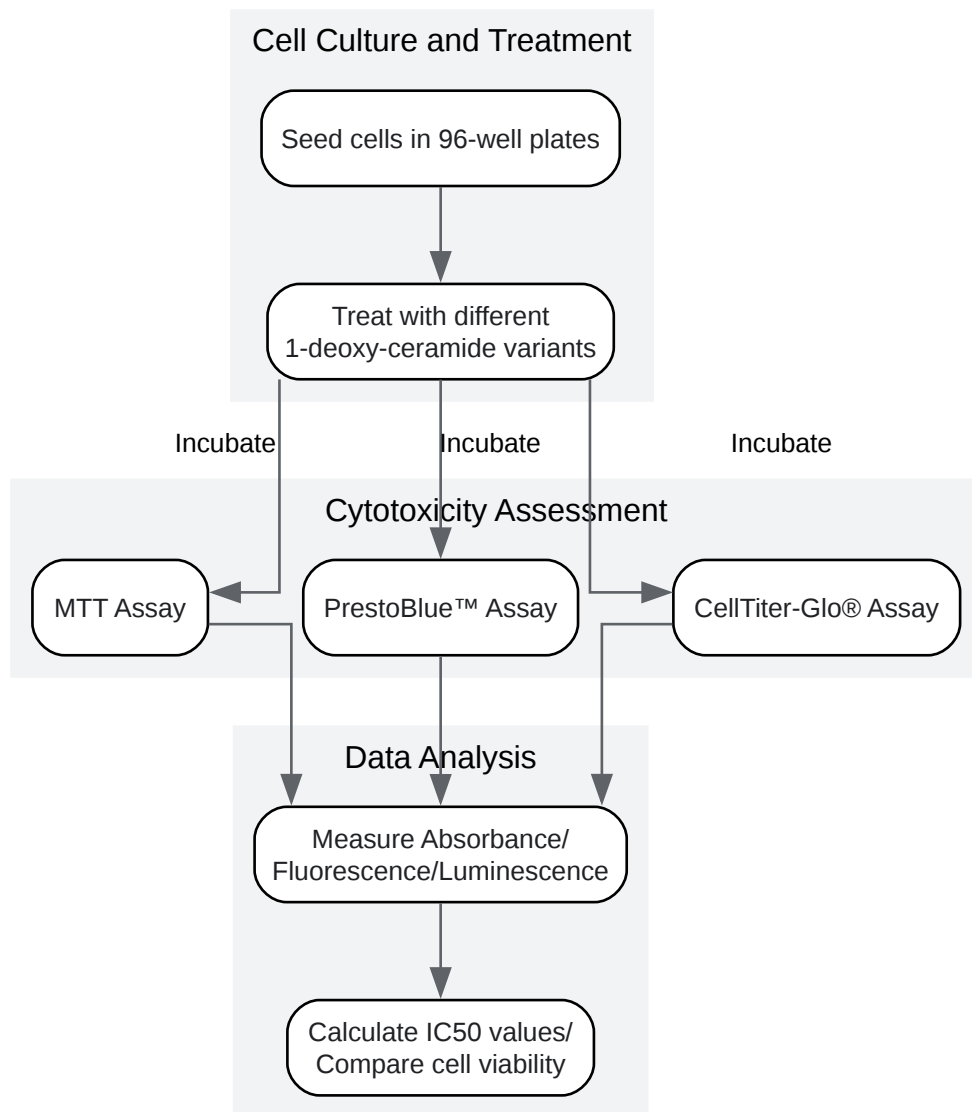 Cell Culture and Treatment
Seed cells in 96-well plates
Treat with different
1-deoxy-ceramide variants
Incubate
Incubate
Incubate
Cytotoxicity Assessment
MTT Assay
PrestoBlue™ Assay
CellTiter-Glo® Assay
Data Analysis
Measure Absorbance/
Fluorescence/Luminescence
Calculate IC50 values/
Compare cell viability